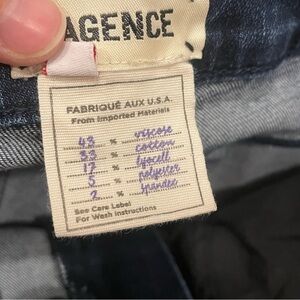 AGENCE
FABRIQUÉ AUX U.S.A.
From Imported Materials
43 % viscose
33 % cotton
17 % lyocell
5 % polyester
2 % spandex
See Care Label
For Wash Instructions